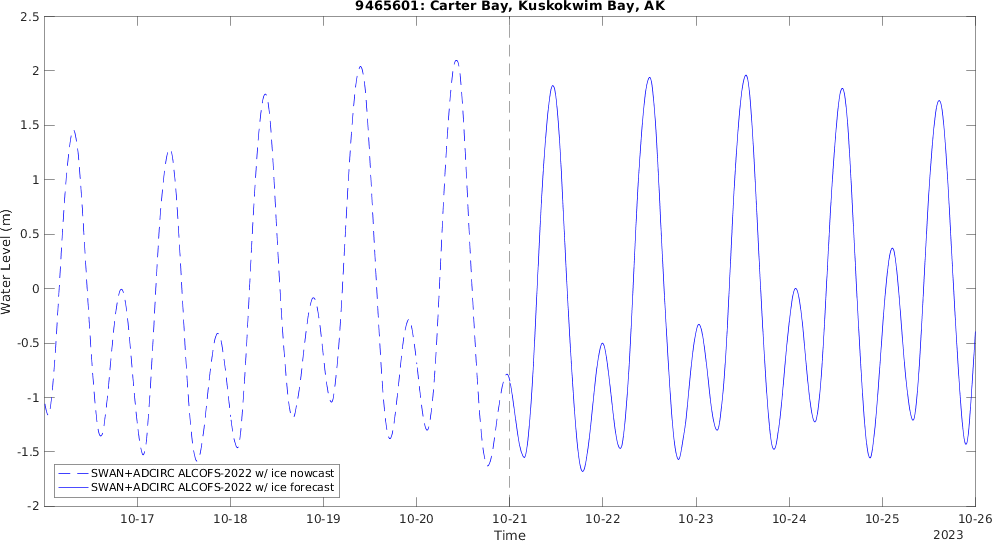 9465601: Carter Bay, Kuskokwim Bay, AK
2.5
2
1.5
1
0.5
0
-0.5
-1
-1.5
-2
Water Level (m)
SWAN+ADCIRC ALCOFS-2022 w/ ice nowcast
SWAN+ADCIRC ALCOFS-2022 w/ ice forecast
10-17 10-18 10-19 10-20 10-21 10-22 10-23 10-24 10-25 10-26
Time
2023